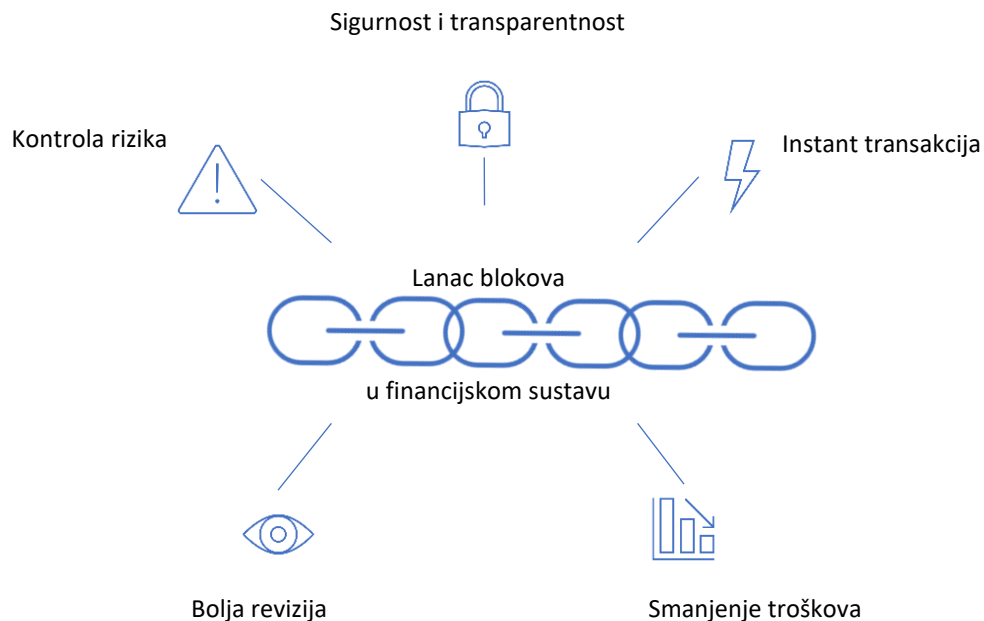 Sigurnost i transparentnost
Kontrola rizika
Instant transakcija
Lanac blokova
u financijskom sustavu
Bolja revizija
Smanjenje troškova